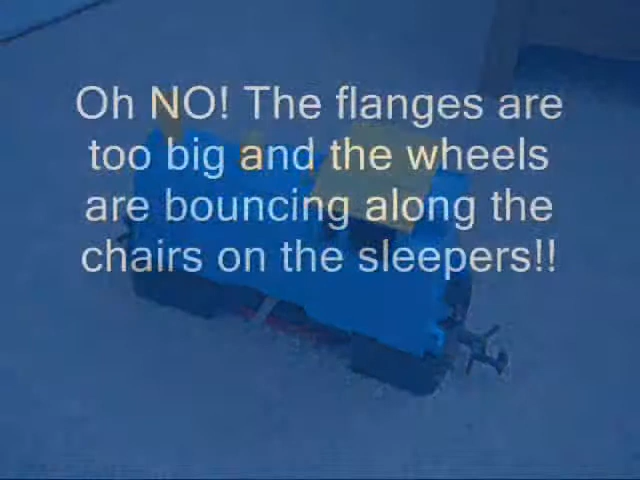 Oh NO! The flanges are
too big and the wheels
are bouncing along the
chairs on the sleepers!!